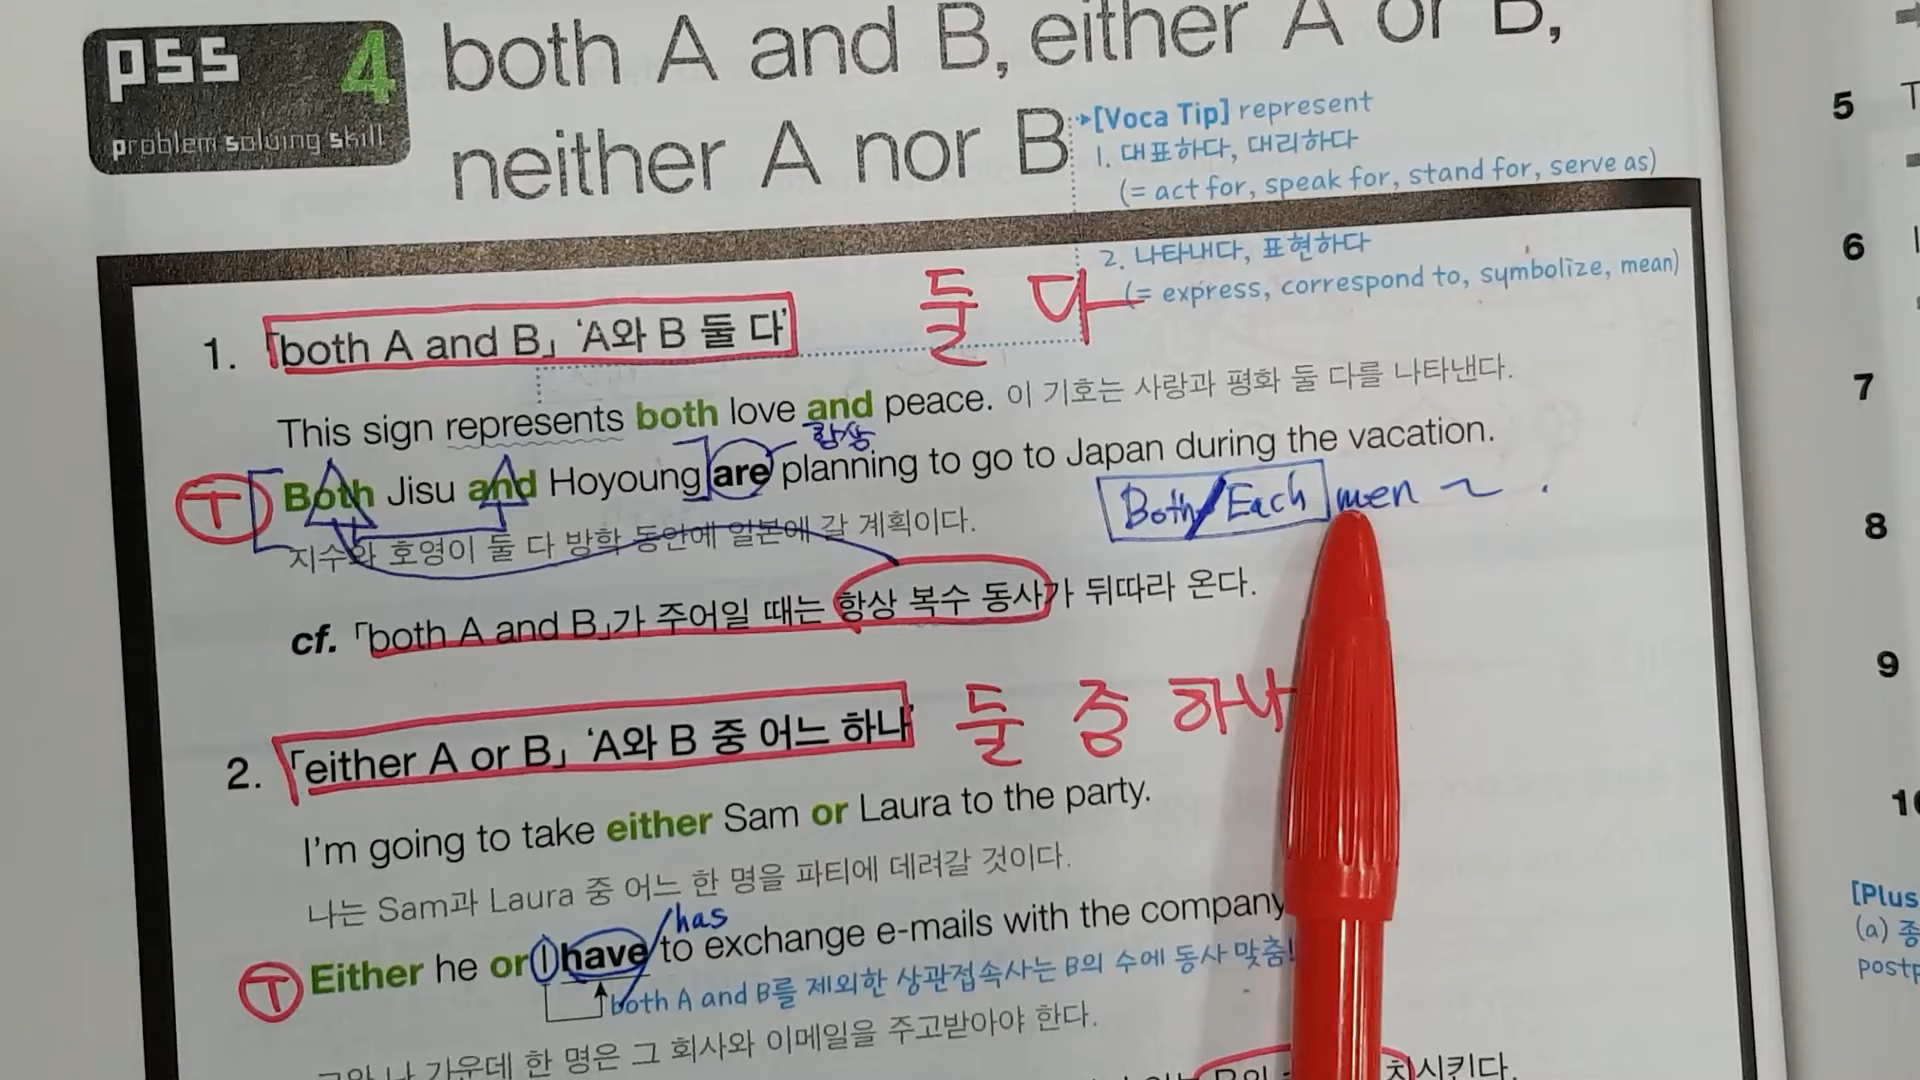 pss 4
problem solving skill
both A and B, either A or B,
neither A nor B
[Voca Tip] represent
1. 대표하다, 대리하다
(= act for, speak for, stand for, serve as)
2. 나타내다, 표현하다
(= express, correspond to, symbolize, mean)
1. 「both A and B」 ‘A와 B 둘 다’
둘 다
This sign represents both love and peace. 이 기호는 사랑과 평화 둘 다를 나타낸다.
항상
T Both Jisu and Hoyoung are planning to go to Japan during the vacation.
Both/Each men ~ .
지수와 호영이 둘 다 방학 동안에 일본에 갈 계획이다.
cf. 「both A and B」가 주어일 때는 항상 복수 동사가 뒤따라 온다.
2. 「either A or B」 ‘A와 B 중 어느 하나’
둘 중 하나
I’m going to take either Sam or Laura to the party.
나는 Sam과 Laura 중 어느 한 명을 파티에 데려갈 것이다.
/has
T Either he or I have to exchange e-mails with the company
both A and B를 제외한 상관접속사는 B의 수에 동사 맞춤!
그와 나 가운데 한 명은 그 회사와 이메일을 주고받아야 한다.
시킨다.
5
6
7
8
9
10
[Plus
(a) 종
postp